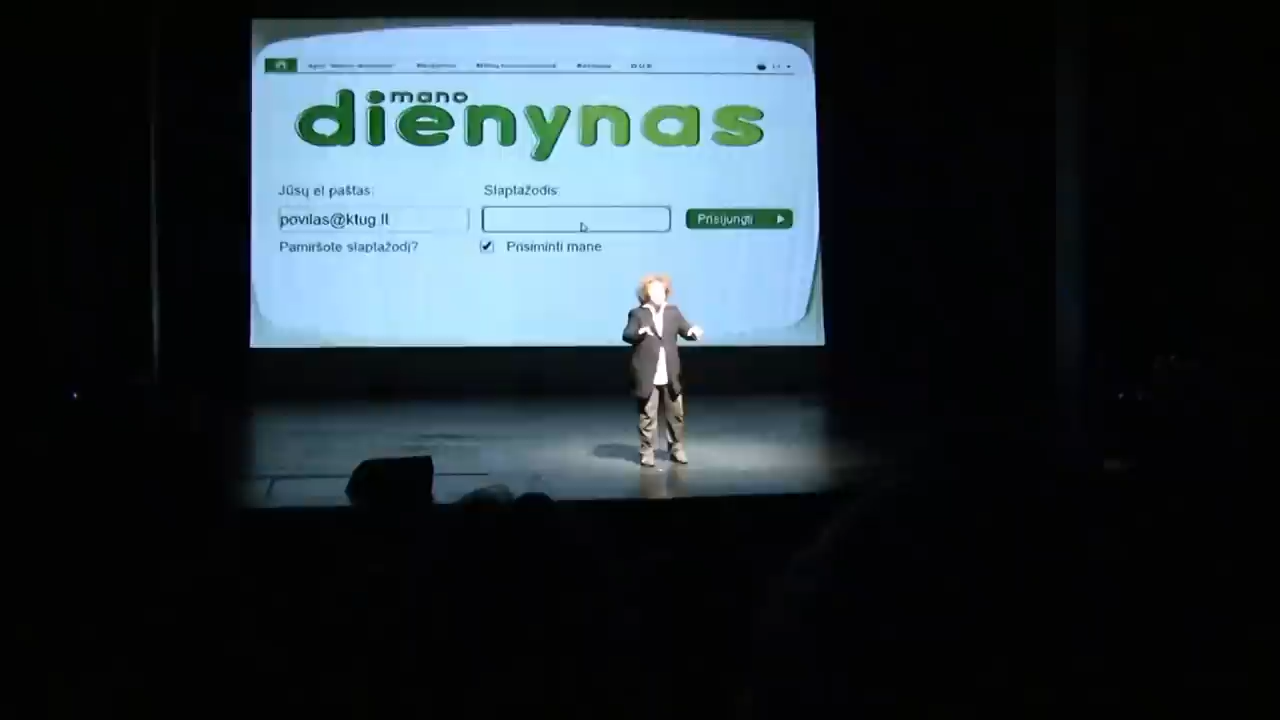 mano
dienynas
Jūsų el paštas:
Slaptažodis
povilas@ktug.lt
Prisijungti
Pamiršote slaptažodį?
Prisiminti mane